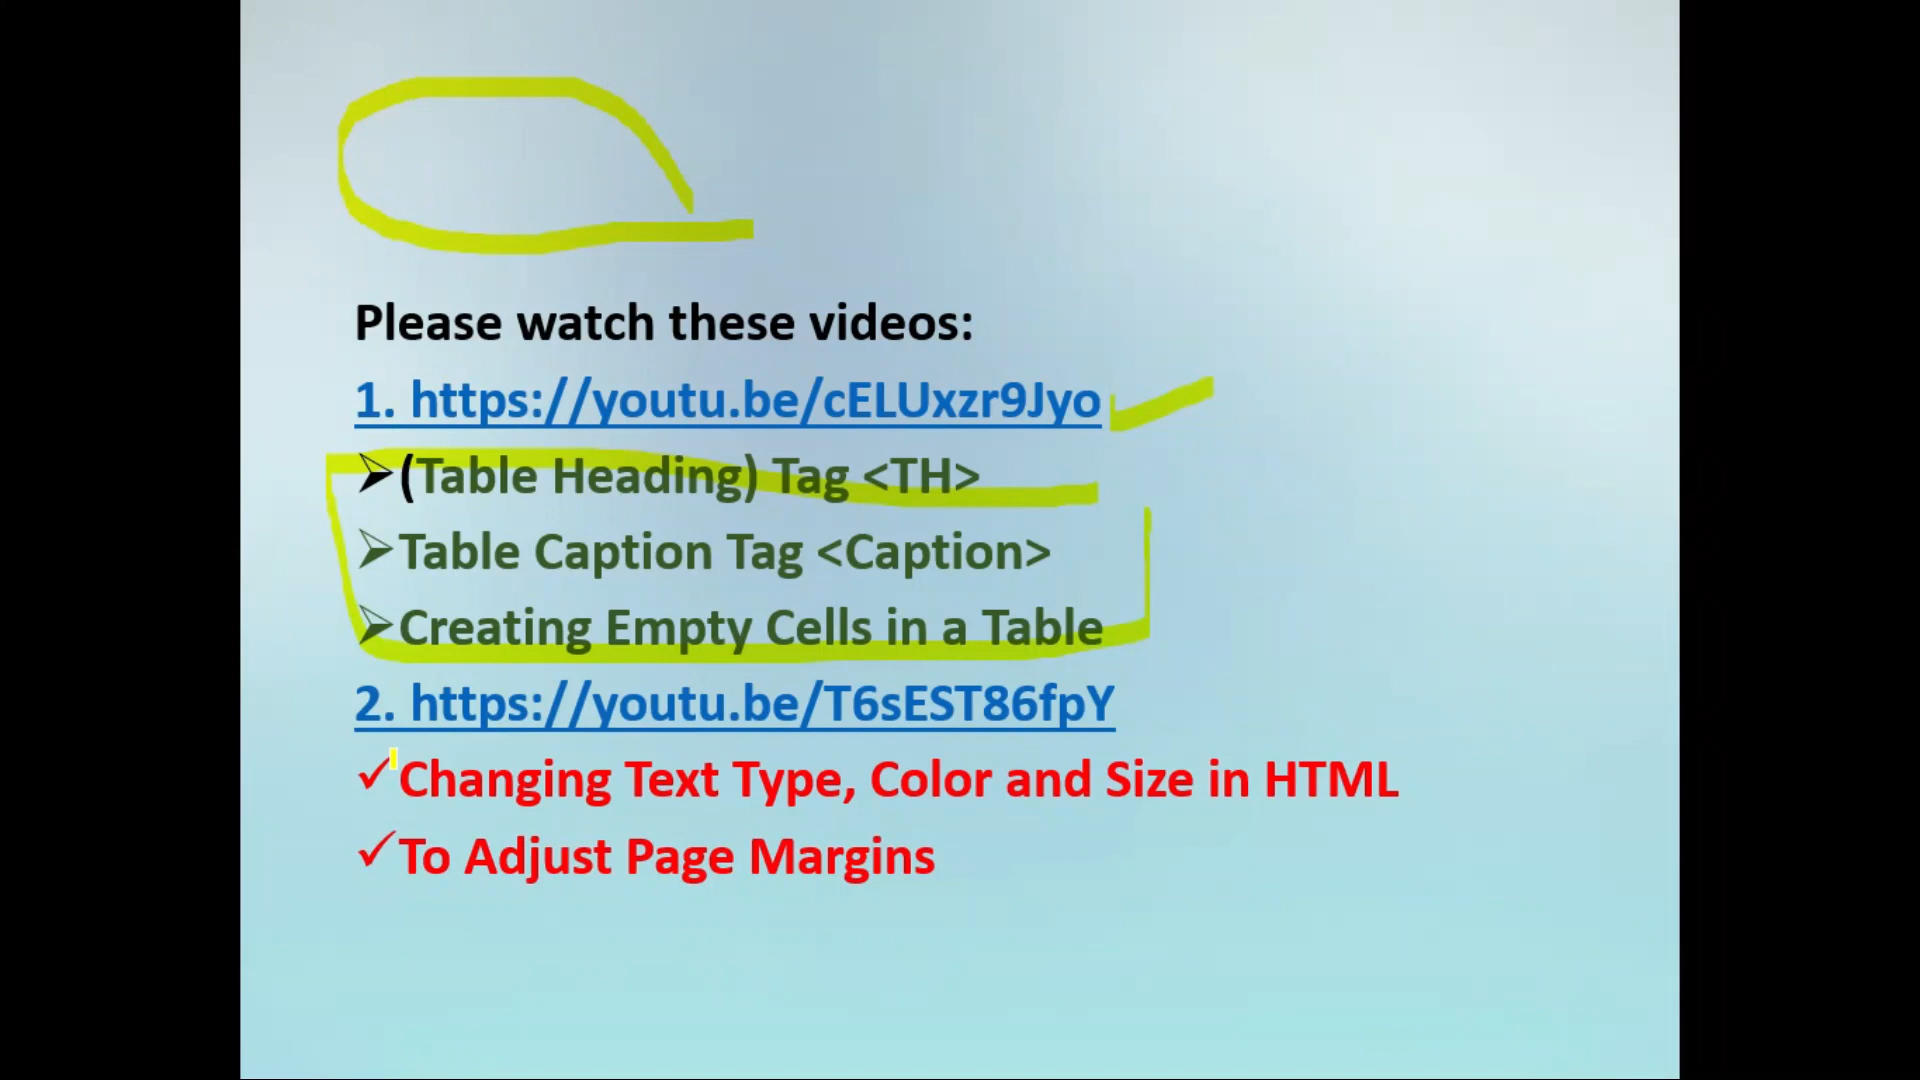 Please watch these videos:
1. https://youtu.be/cELUxzr9Jyo
➢(Table Heading) Tag <TH>
➢Table Caption Tag <Caption>
➢Creating Empty Cells in a Table
2. https://youtu.be/T6sEST86fpY
✓Changing Text Type, Color and Size in HTML
✓To Adjust Page Margins